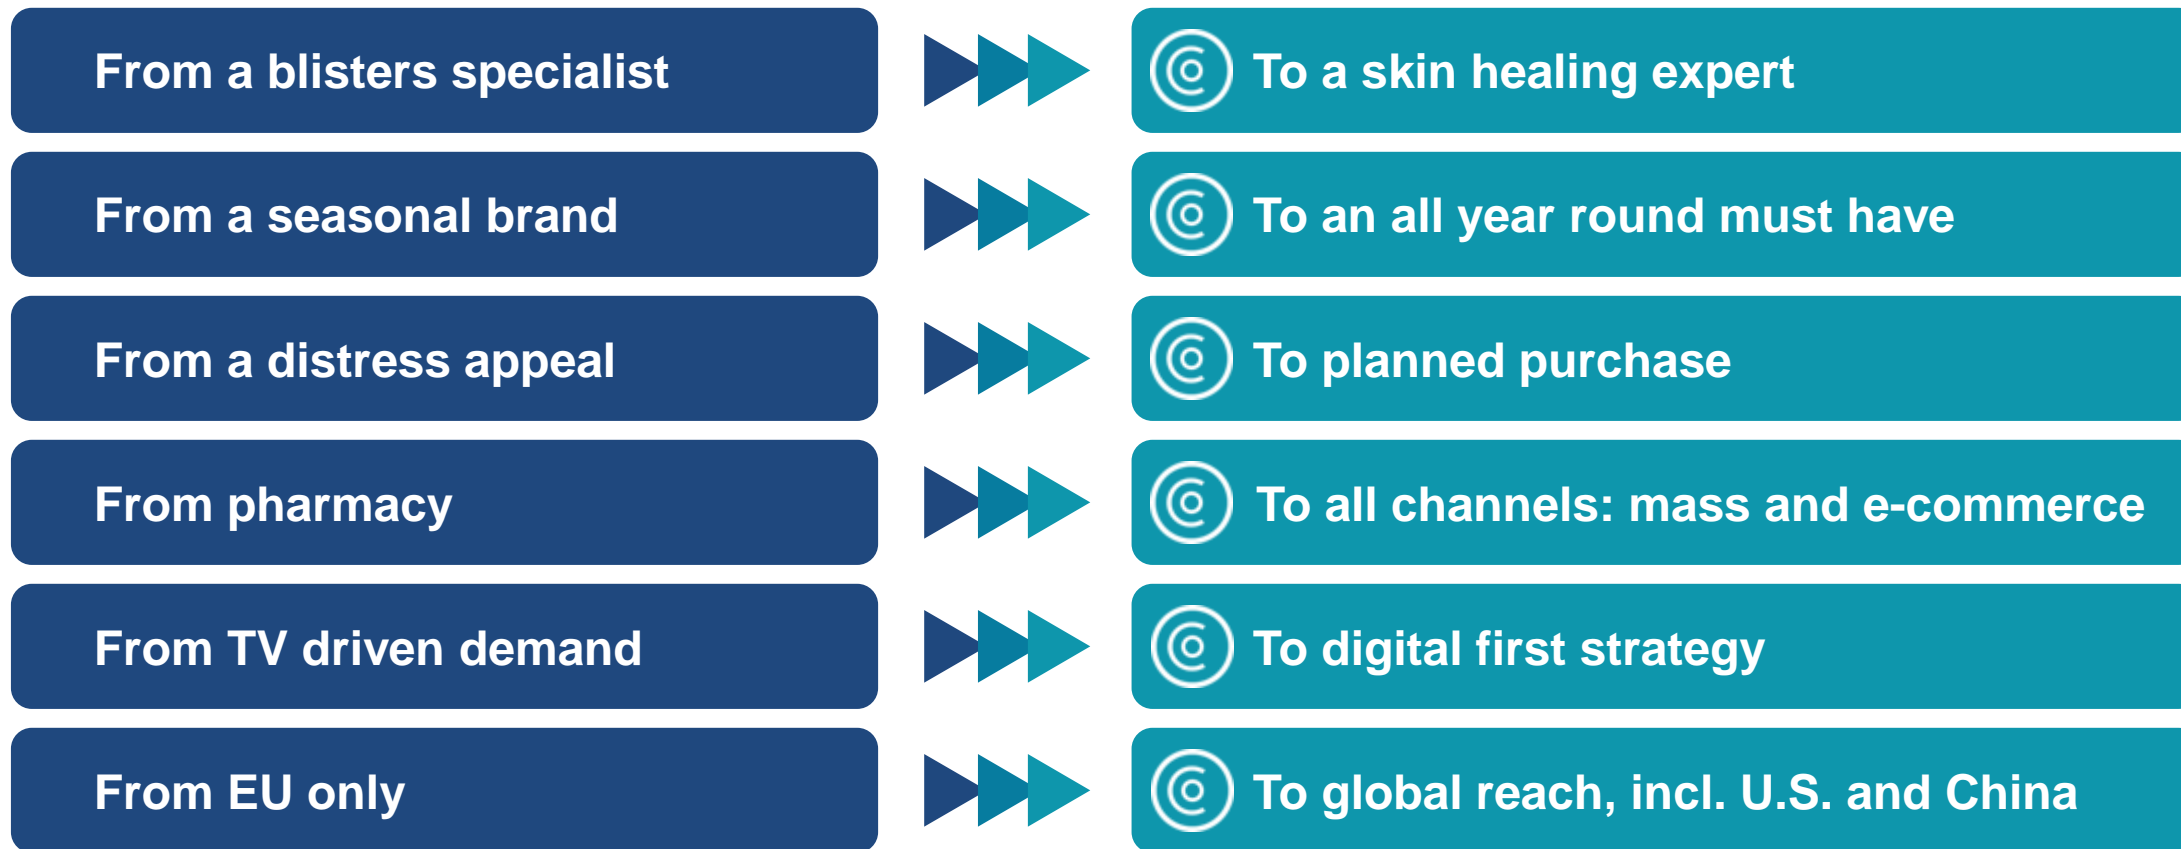 From a blisters specialist
To a skin healing expert
From a seasonal brand
To an all year round must have
From a distress appeal
To planned purchase
From pharmacy
To all channels: mass and e-commerce
From TV driven demand
To digital first strategy
From EU only
To global reach, incl. U.S. and China